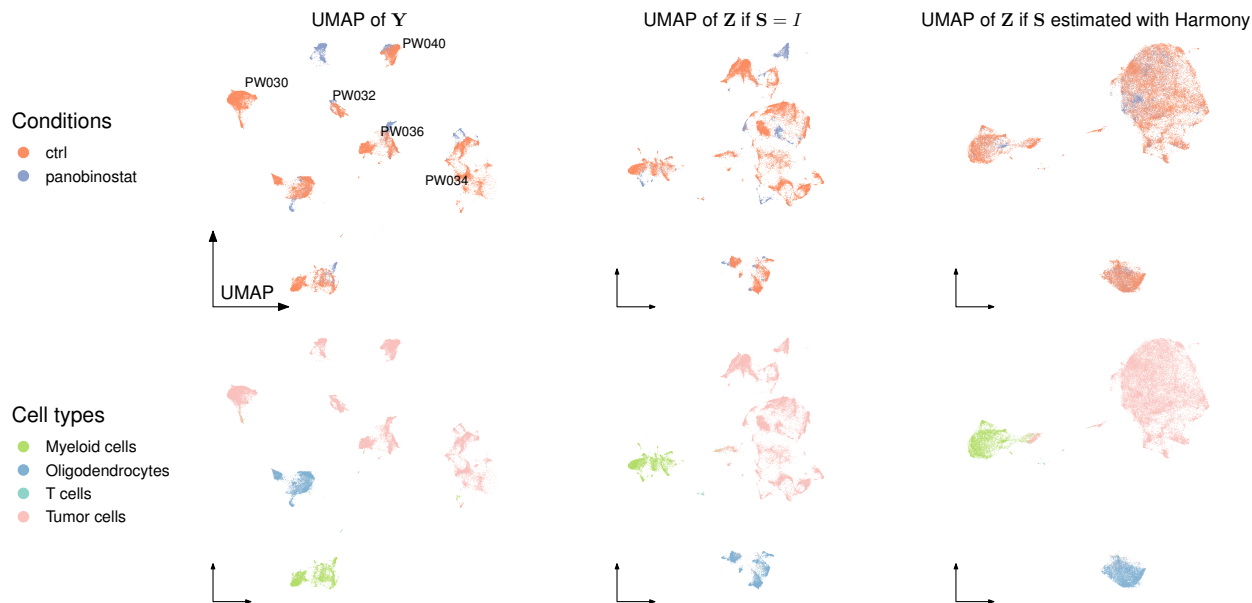 UMAP of Y
UMAP of Z if S = I
UMAP of Z if S estimated with Harmony
PW040
PW030
PW032
PW036
PW034
Conditions
ctrl
panobinostat
UMAP
Cell types
Myeloid cells
Oligodendrocytes
T cells
Tumor cells